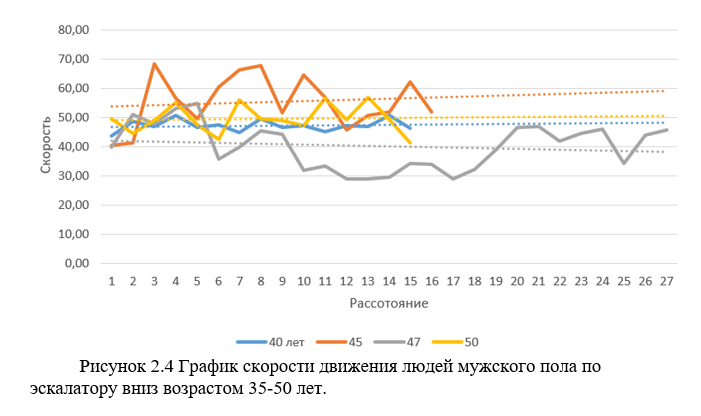 80,00
70,00
60,00
50,00
40,00
30,00
20,00
10,00
0,00
Скорость
1 2 3 4 5 6 7 8 9 10 11 12 13 14 15 16 17 18 19 20 21 22 23 24 25 26 27
Рассотояние
40 лет 45 47 50
Рисунок 2.4 График скорости движения людей мужского пола по
эскалатору вниз возрастом 35-50 лет.